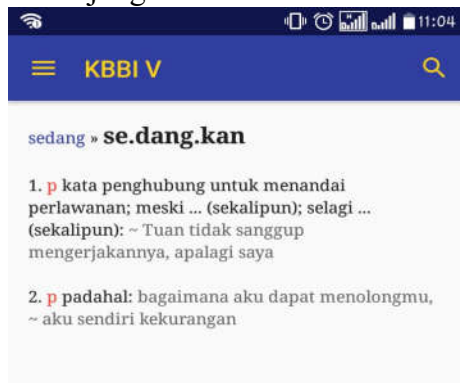 11:04
KBBI V
sedang » se.dang.kan
1. p kata penghubung untuk menandai
perlawanan; meski ... (sekalipun); selagi ...
(sekalipun): ~ Tuan tidak sanggup
mengerjakannya, apalagi saya
2. p padahal: bagaimana aku dapat menolongmu,
~ aku sendiri kekurangan